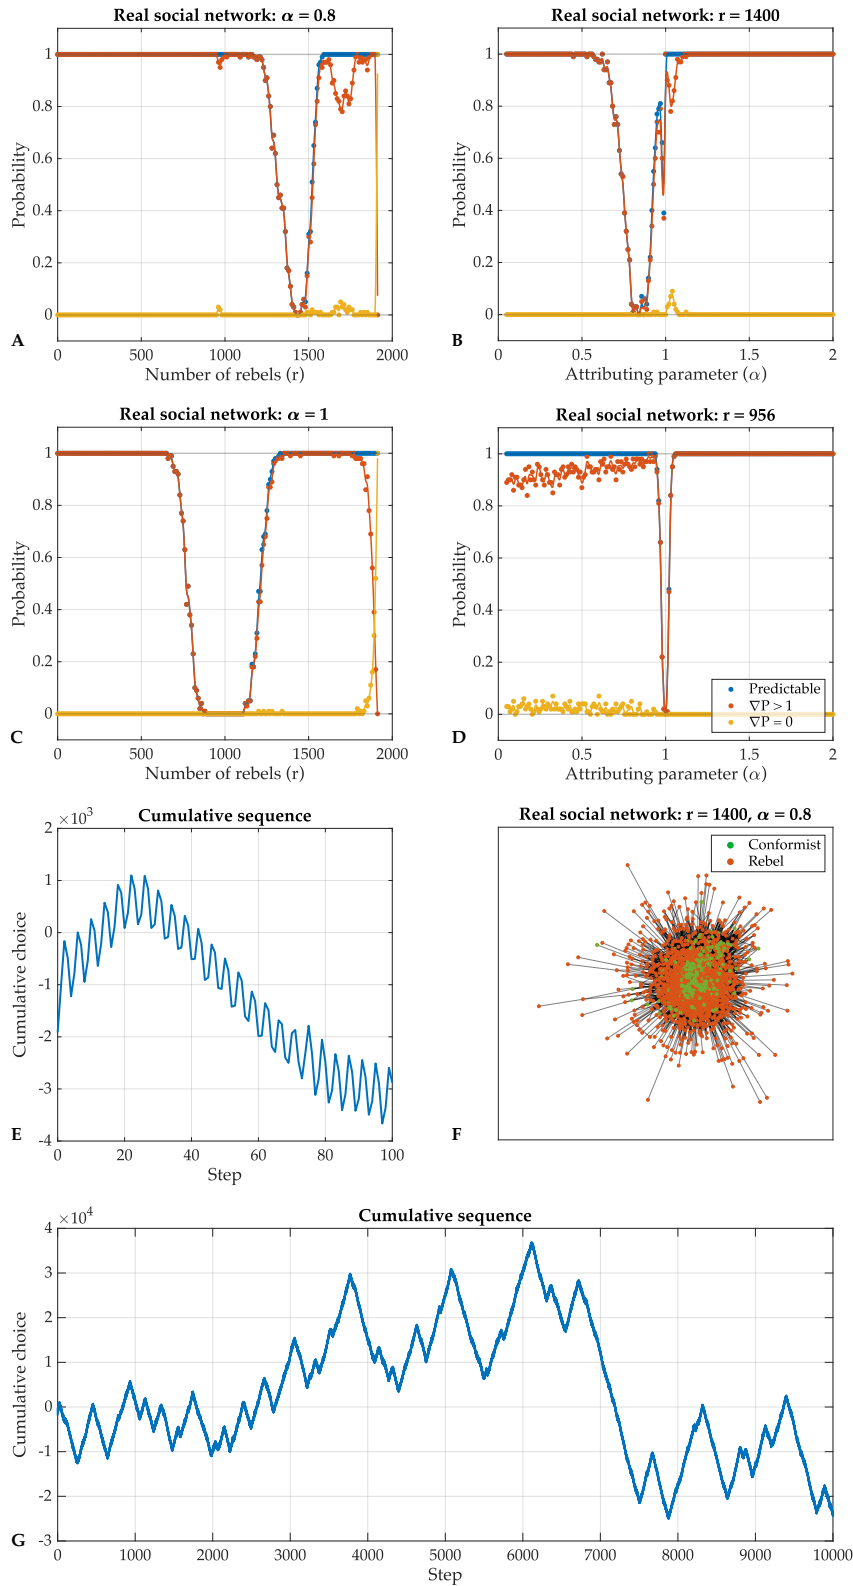 Real social network: α = 0.8
Probability
1
0.8
0.6
0.4
0.2
0
0
500
1000
1500
2000
Number of rebels (r)
A
Real social network: r = 1400
Probability
1
0.8
0.6
0.4
0.2
0
0
0.5
1
1.5
2
Attributing parameter (α)
B
Real social network: α = 1
Probability
1
0.8
0.6
0.4
0.2
0
0
500
1000
1500
2000
Number of rebels (r)
C
Real social network: r = 956
Probability
1
0.8
0.6
0.4
0.2
0
Predictable
∇P > 1
∇P = 0
0
0.5
1
1.5
2
Attributing parameter (α)
D
Cumulative sequence
×10³
Cumulative choice
2
1
0
-1
-2
-3
-4
0
20
40
60
80
100
Step
E
Real social network: r = 1400, α = 0.8
Conformist
Rebel
F
Cumulative sequence
×10⁴
Cumulative choice
4
3
2
1
0
-1
-2
-3
0
1000
2000
3000
4000
5000
6000
7000
8000
9000
10000
Step
G